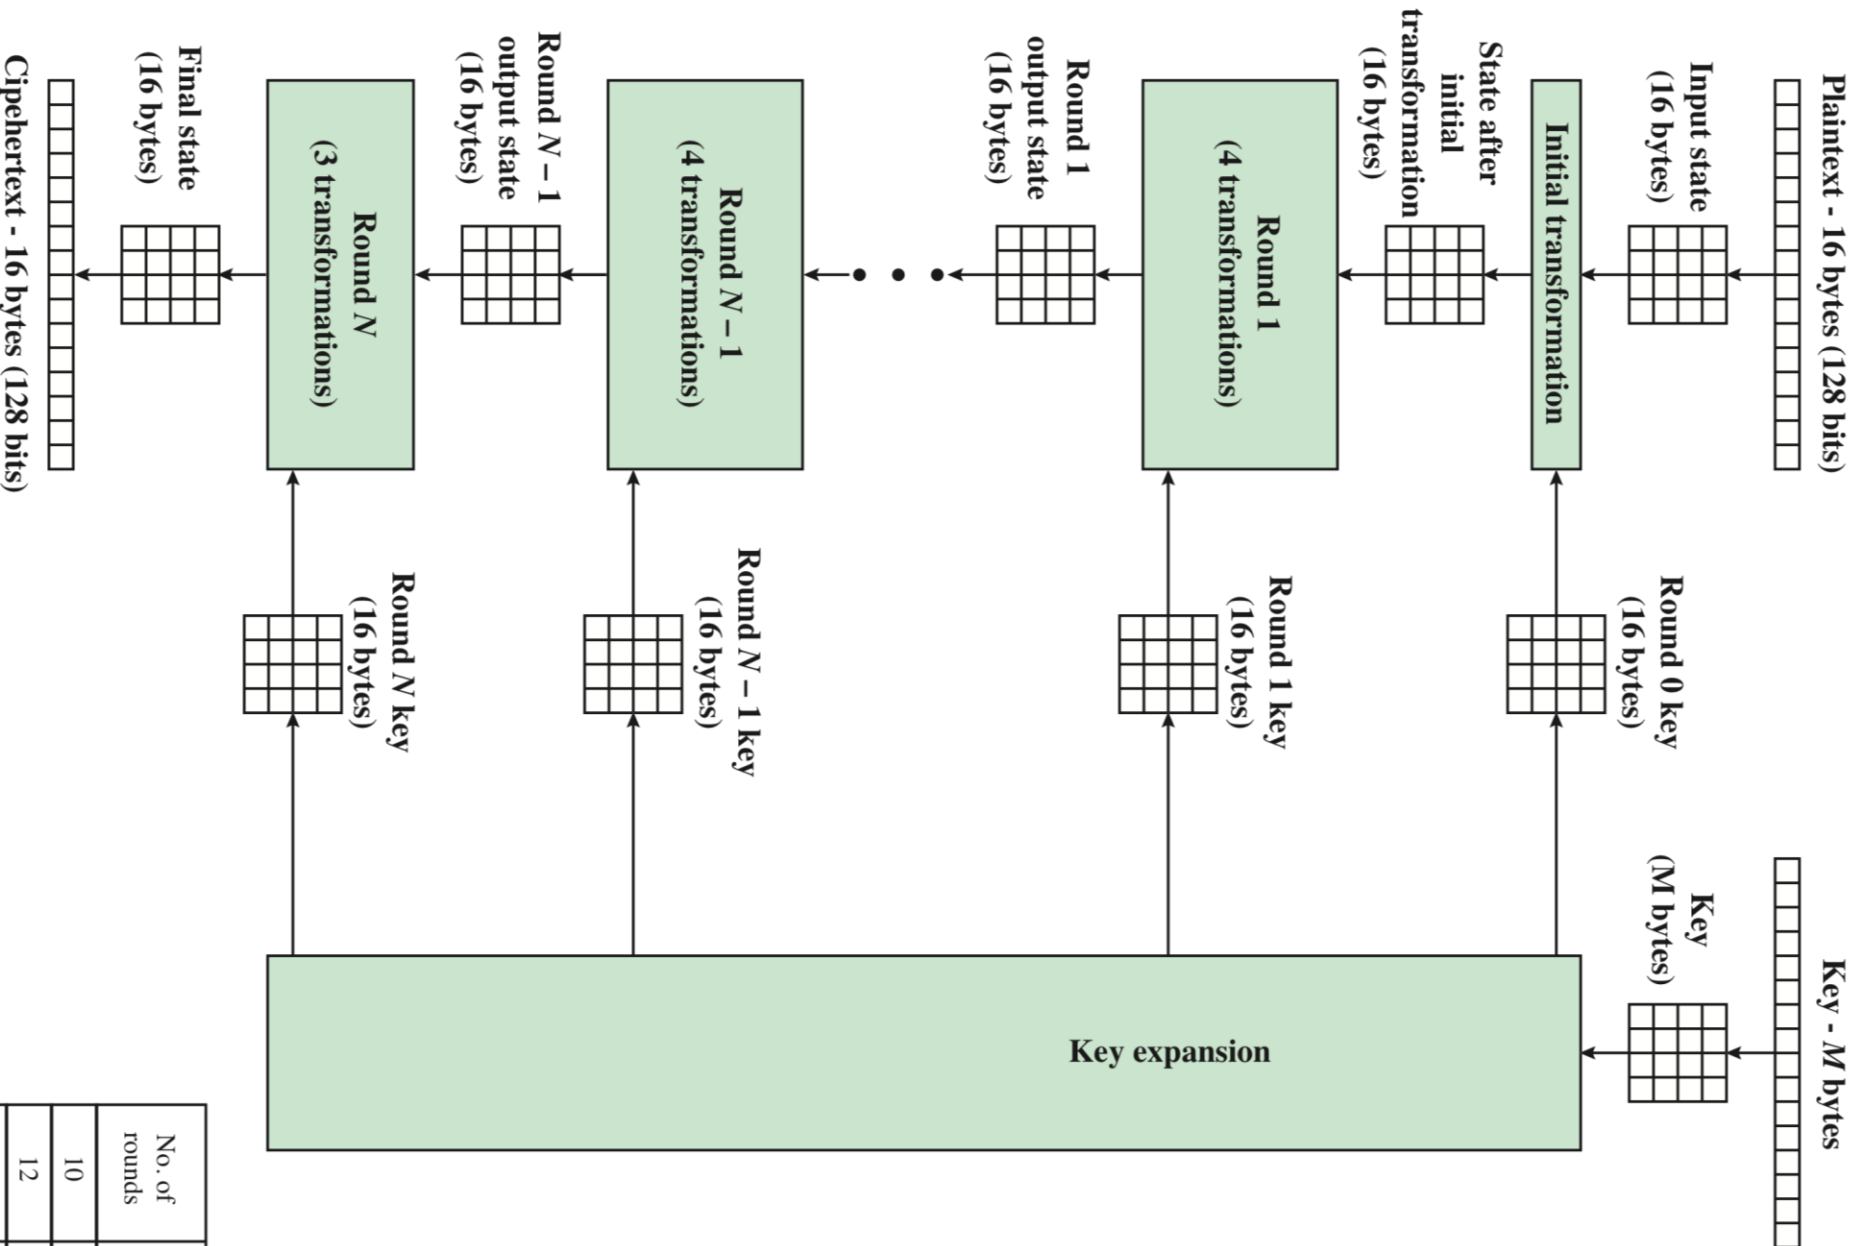 Plaintext - 16 bytes (128 bits)
Key - M bytes
Input state
(16 bytes)
Key
(M bytes)
Round 0 key
(16 bytes)
Initial transformation
State after
initial
transformation
(16 bytes)
Round 1
(4 transformations)
Round 1 key
(16 bytes)
Key expansion
Round 1
output state
(16 bytes)
Round N – 1
(4 transformations)
Round N – 1 key
(16 bytes)
Round N – 1
output state
(16 bytes)
Round N
(3 transformations)
Round N key
(16 bytes)
Final state
(16 bytes)
No. of
rounds
10
12
Cipehertext - 16 bytes (128 bits)